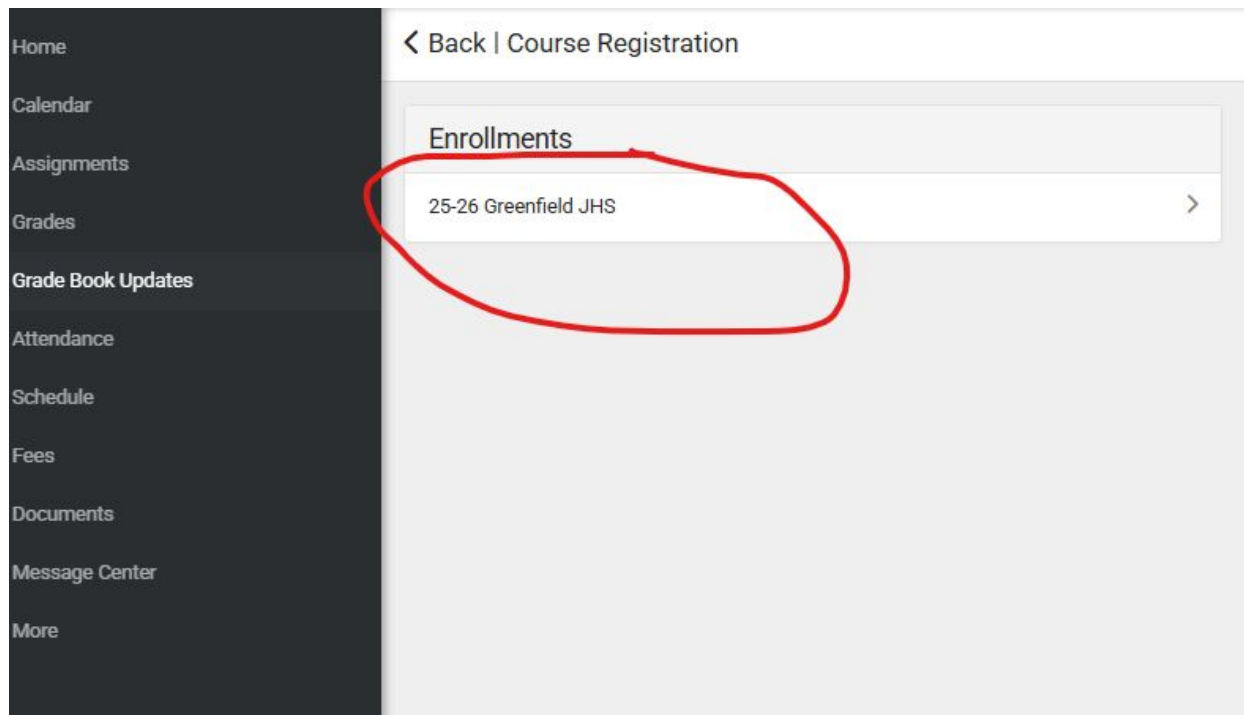 Home
Calendar
Assignments
Grades
Grade Book Updates
Attendance
Schedule
Fees
Documents
Message Center
More
Back | Course Registration
Enrollments
25-26 Greenfield JHS